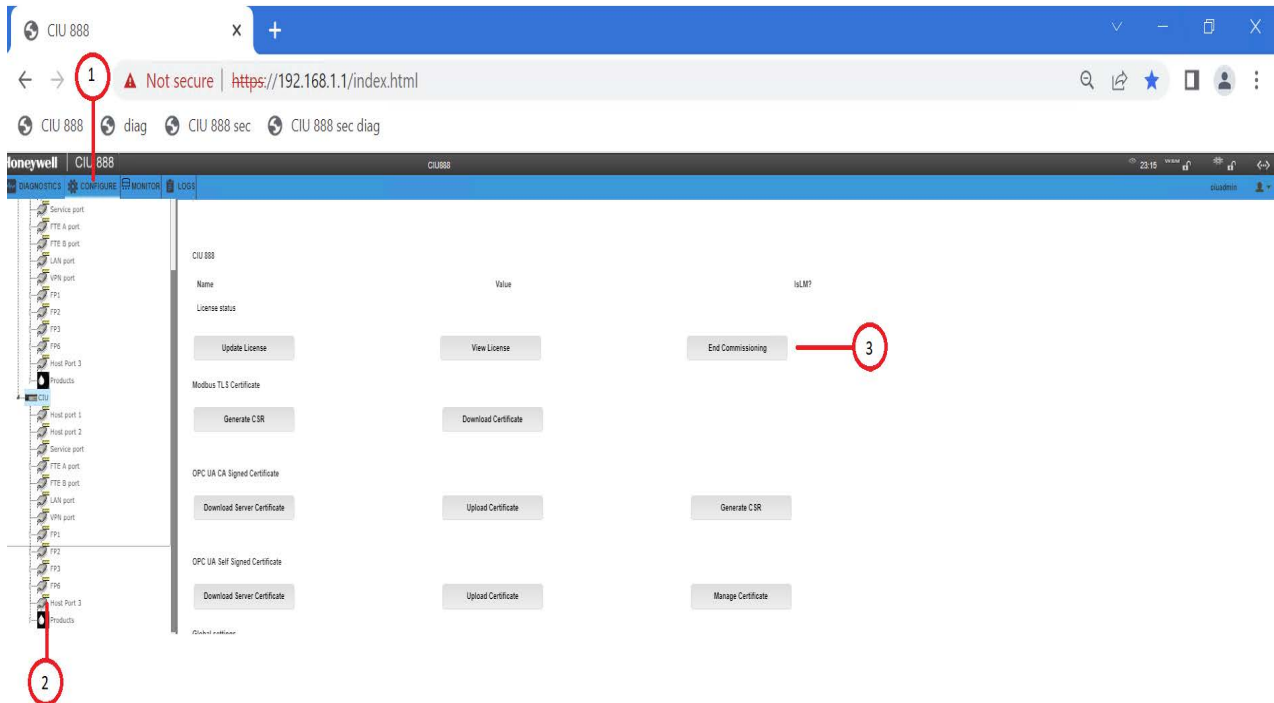 CIU 888
1
Not secure | https://192.168.1.1/index.html
CIU 888 diag CIU 888 sec CIU 888 sec diag
Honeywell | CIU 888 CIU888 23:15
DIAGNOSTICS CONFIGURE MONITOR LOGS ciuadmin
Service port
FTE A port
FTE B port
LAN port
VPN port
FP1
FP2
FP3
FP6
Host Port 3
Products
CIU
Host port 1
Host port 2
Service port
FTE A port
FTE B port
LAN port
VPN port
FP1
FP2
FP3
FP6
Host Port 3
Products
2
CIU 888
Name Value IsLM?
License status
Update License View License End Commissioning 3
Modbus TLS Certificate
Generate CSR Download Certificate
OPC UA CA Signed Certificate
Download Server Certificate Upload Certificate Generate CSR
OPC UA Self Signed Certificate
Download Server Certificate Upload Certificate Manage Certificate
Global settings